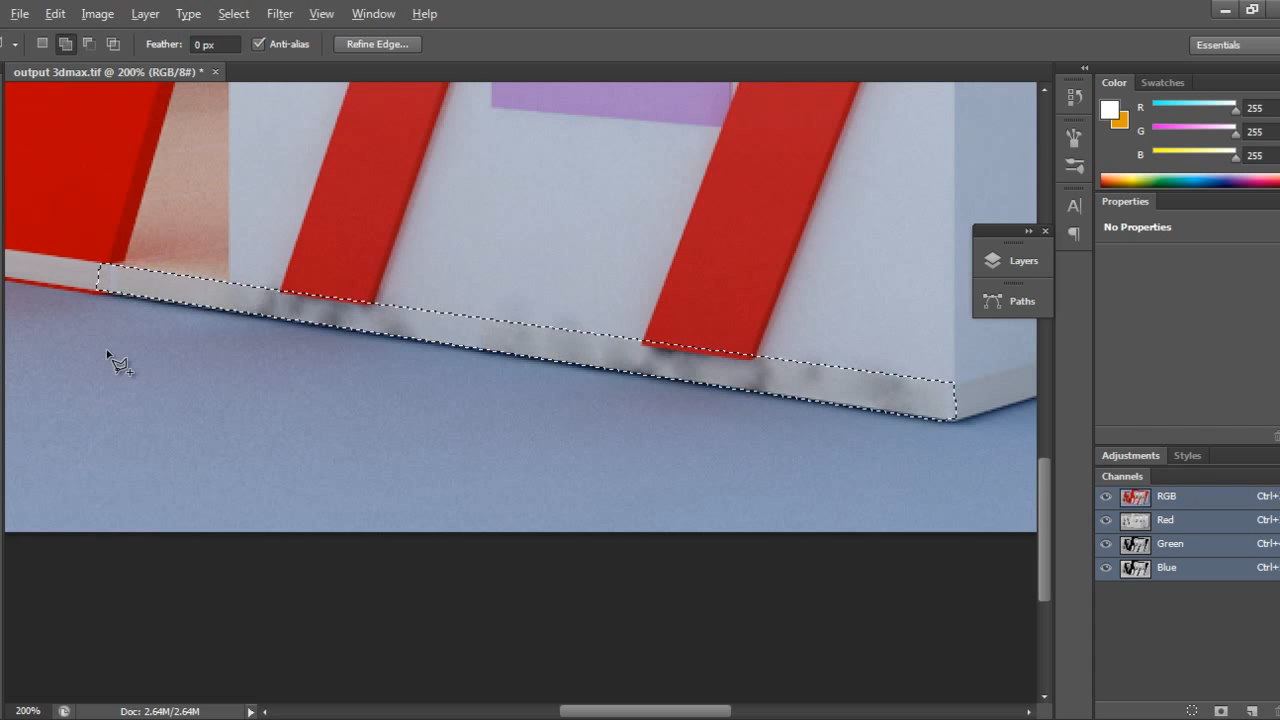 File Edit Image Layer Type Select Filter View Window Help
Feather: 0 px Anti-alias Refine Edge... Essentials
output 3dmax.tif @ 200% (RGB/8#) * ×
Color Swatches
R 255
G 255
B 255
Properties
No Properties
Layers
Paths
Adjustments Styles
Channels
RGB Ctrl+
Red Ctrl+
Green Ctrl+
Blue Ctrl+
200% Doc: 2.64M/2.64M